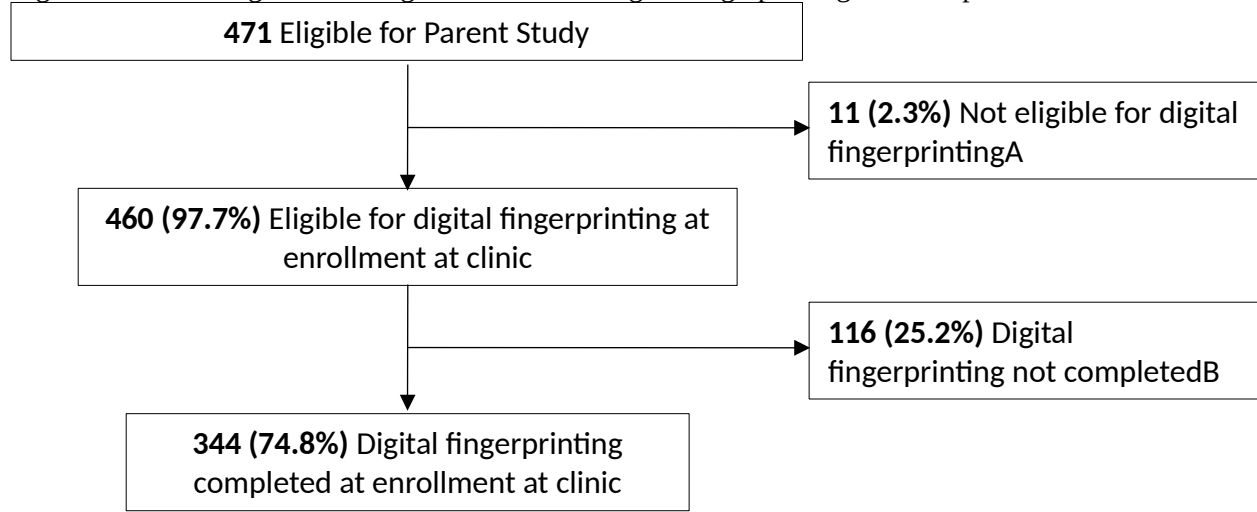 471 Eligible for Parent Study
11 (2.3%) Not eligible for digital
fingerprintingA
460 (97.7%) Eligible for digital fingerprinting at
enrollment at clinic
116 (25.2%) Digital
fingerprinting not completedB
344 (74.8%) Digital fingerprinting
completed at enrollment at clinic